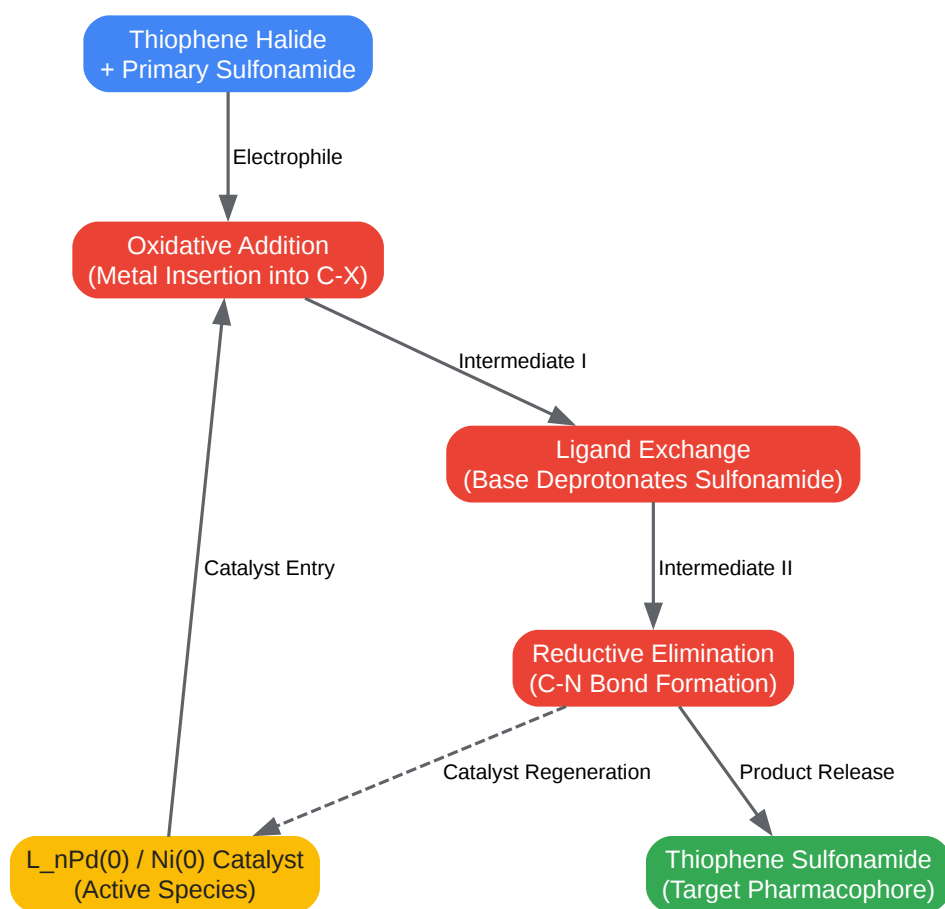 Thiophene Halide
+ Primary Sulfonamide
Electrophile
Oxidative Addition
(Metal Insertion into C-X)
Intermediate I
Ligand Exchange
(Base Deprotonates Sulfonamide)
Catalyst Entry
Intermediate II
Reductive Elimination
(C-N Bond Formation)
Catalyst Regeneration
Product Release
L_nPd(0) / Ni(0) Catalyst
(Active Species)
Thiophene Sulfonamide
(Target Pharmacophore)